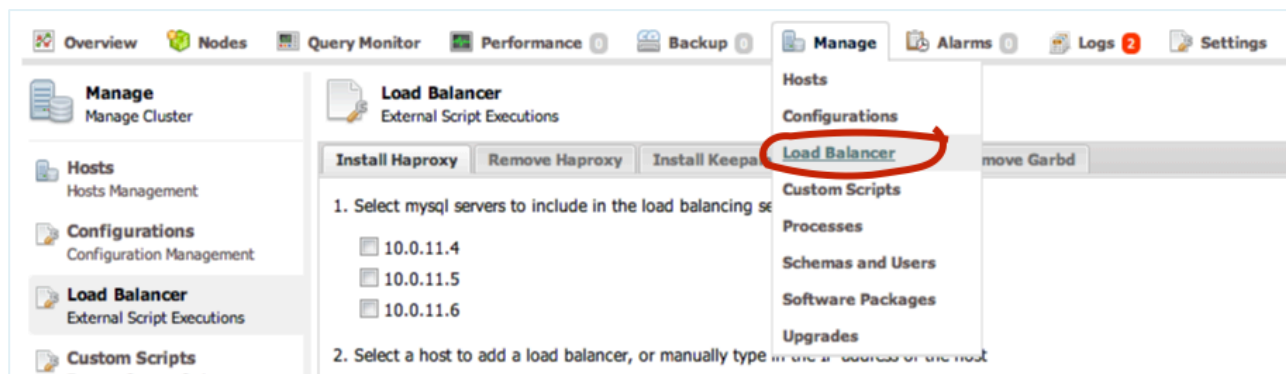 Overview Nodes Query Monitor Performance 0 Backup 0 Manage Alarms 0 Logs 2 Settings
Manage
Manage Cluster
Hosts
Hosts Management
Configurations
Configuration Management
Load Balancer
External Script Executions
Custom Scripts
Load Balancer
External Script Executions
Install Haproxy Remove Haproxy Install Garbd
1. Select mysql servers to include in the load balancing
10.0.11.4
10.0.11.5
10.0.11.6
2. Select a host to add a load balancer, or manually type in the IP address of the host
Hosts
Configurations
Load Balancer
Custom Scripts
Processes
Schemas and Users
Software Packages
Upgrades